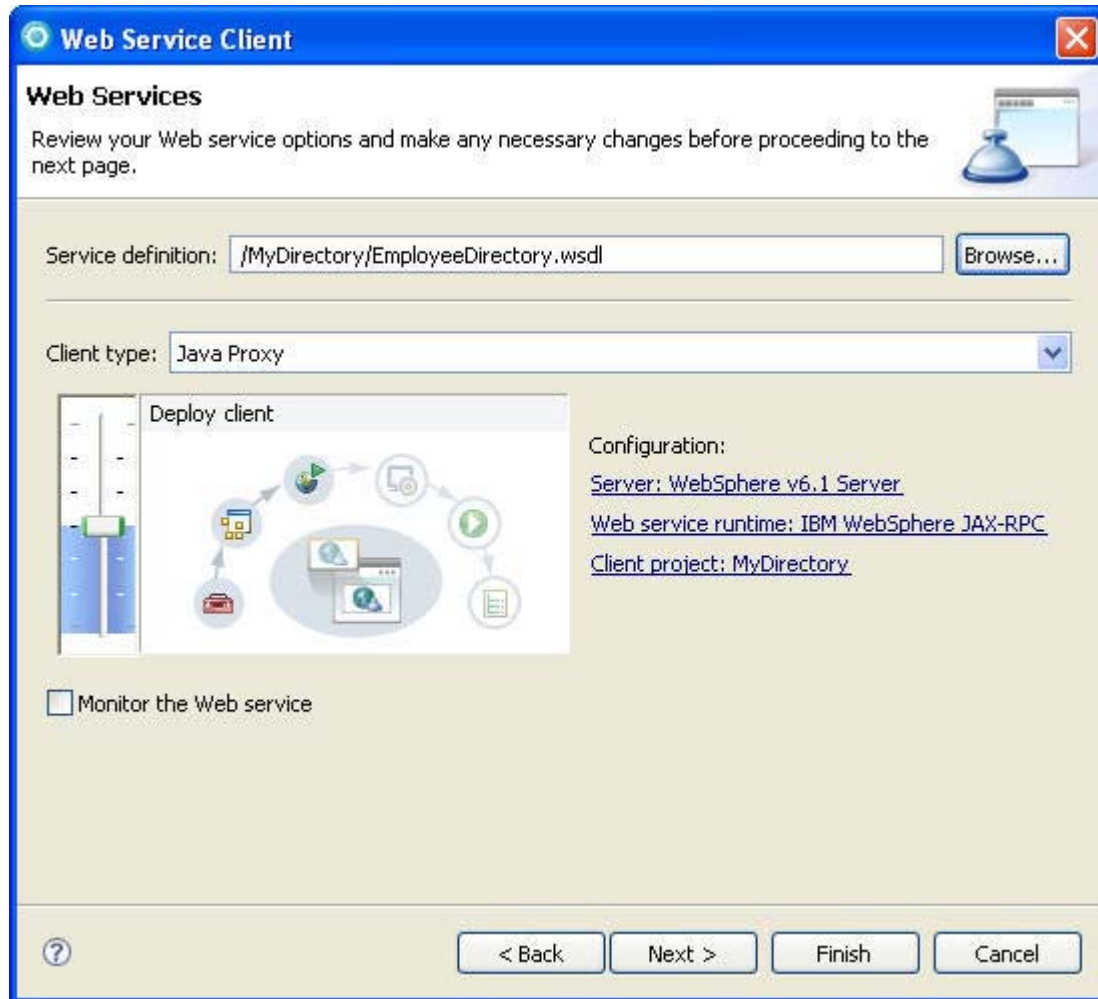 Web Service Client
Web Services
Review your Web service options and make any necessary changes before proceeding to the
next page.
Service definition: /MyDirectory/EmployeeDirectory.wsdl Browse...
Client type: Java Proxy
Deploy client
Configuration:
Server: WebSphere v6.1 Server
Web service runtime: IBM WebSphere JAX-RPC
Client project: MyDirectory
Monitor the Web service
? < Back Next > Finish Cancel